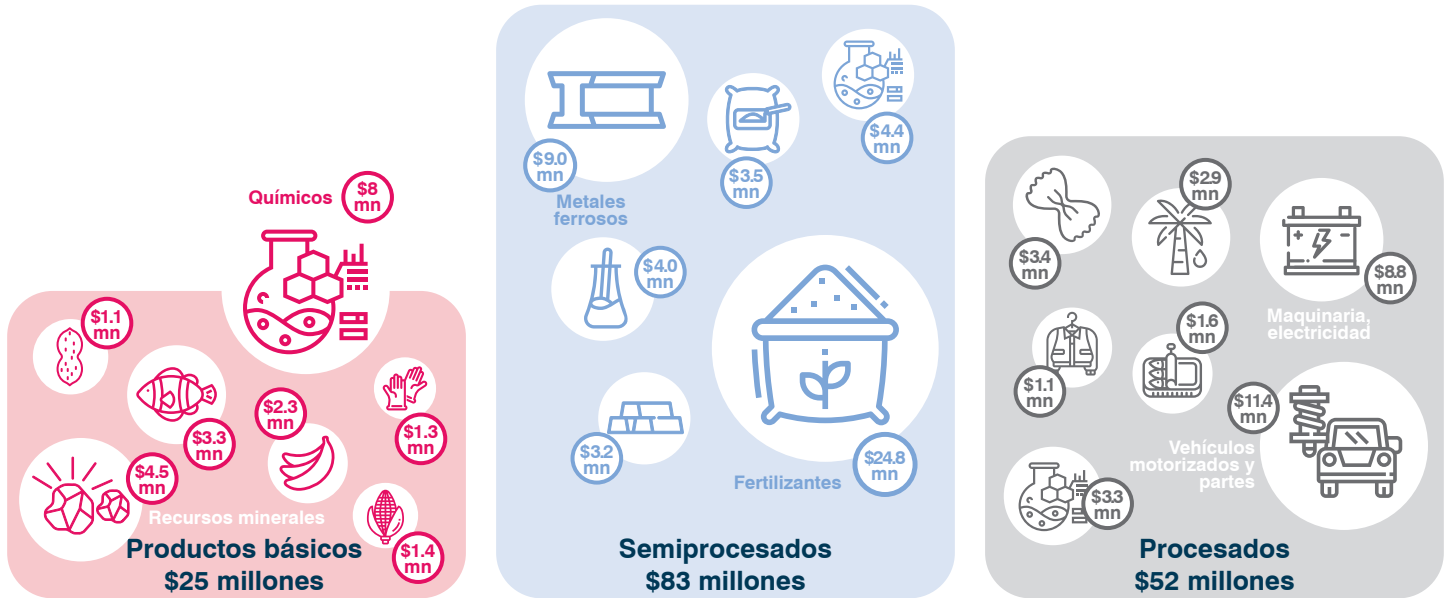 Químicos
$8
mn
$1.1
mn
$3.3
mn
$2.3
mn
$1.3
mn
$4.5
mn
Recursos minerales
$1.4
mn
Productos básicos
$25 millones
$9.0
mn
Metales
ferrosos
$3.5
mn
$4.4
mn
$4.0
mn
$3.2
mn
Fertilizantes
$24.8
mn
Semiprocesados
$83 millones
$3.4
mn
$2.9
mn
$8.8
mn
Maquinaria,
electricidad
$1.1
mn
$1.6
mn
$11.4
mn
Vehículos
motorizados y
partes
$3.3
mn
Procesados
$52 millones